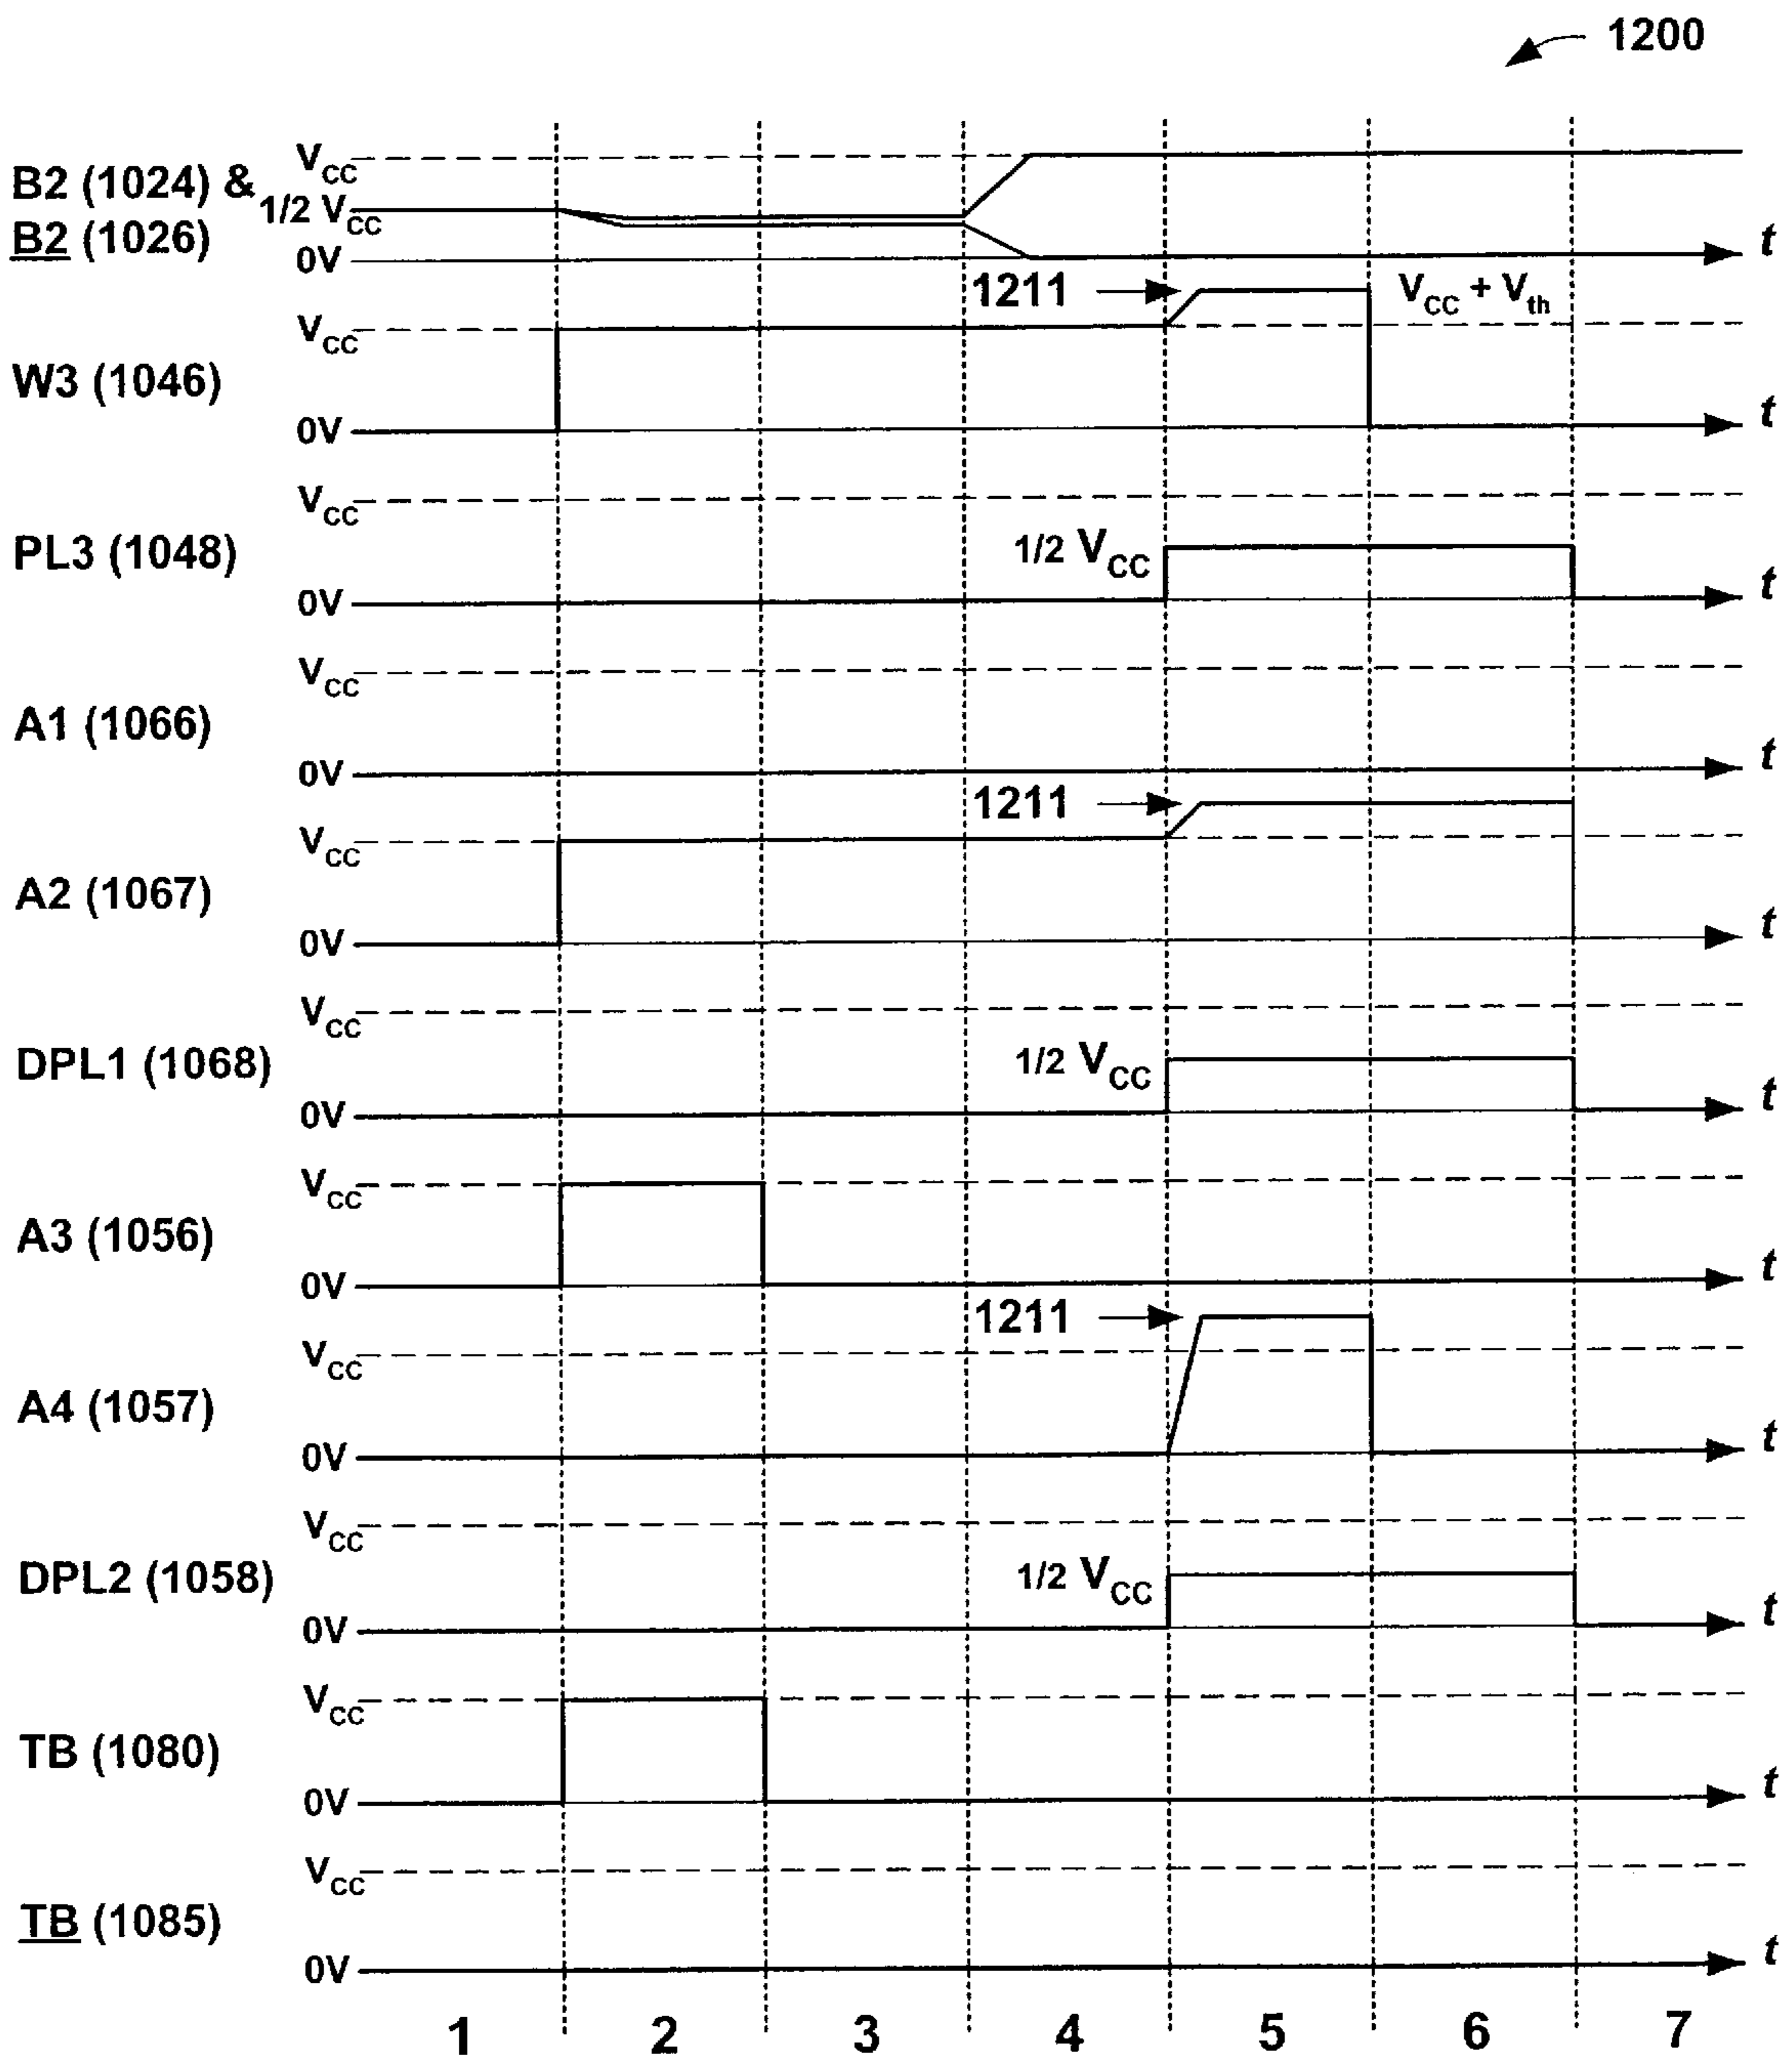 1200
B2 (1024) &
B2 (1026)
VCC
1/2 VCC
0V
t
1211
VCC + Vth
W3 (1046)
VCC
0V
t
PL3 (1048)
VCC
1/2 VCC
0V
t
A1 (1066)
VCC
0V
t
1211
A2 (1067)
VCC
0V
t
DPL1 (1068)
VCC
1/2 VCC
0V
t
A3 (1056)
VCC
0V
t
1211
A4 (1057)
VCC
0V
t
DPL2 (1058)
VCC
1/2 VCC
0V
t
TB (1080)
VCC
0V
t
TB (1085)
VCC
0V
t
1 2 3 4 5 6 7